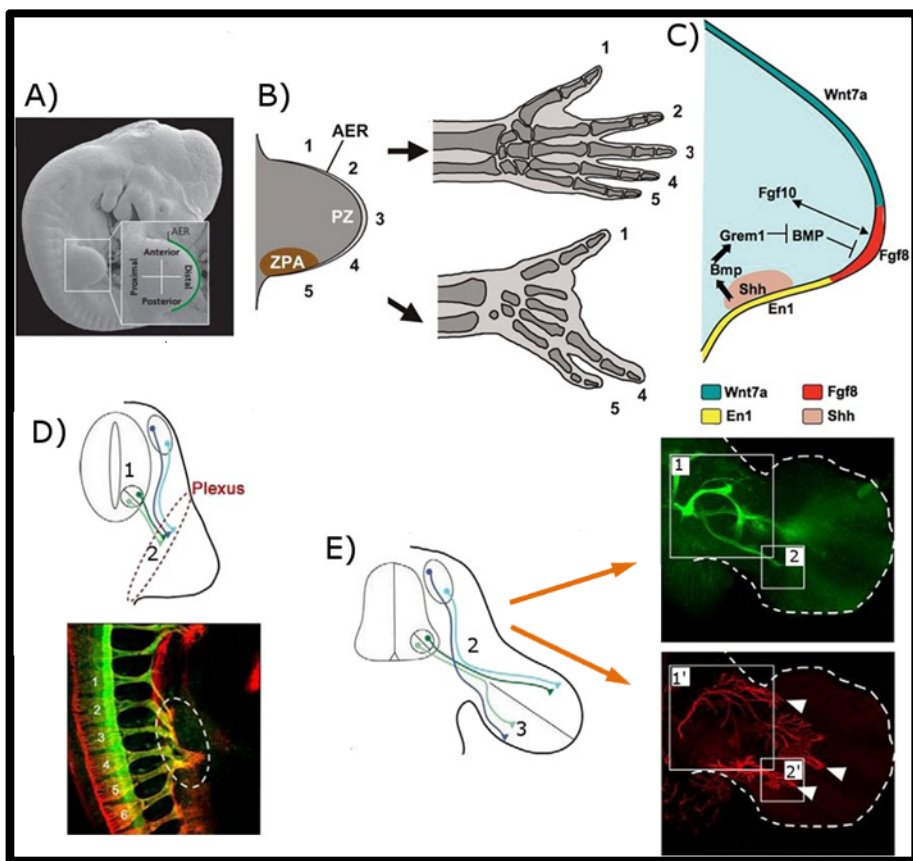 A)
AER
Anterior
Proximal
Distal
Posterior
B)
AER
1
2
3
4
5
PZ
ZPA
1
2
3
4
5
1
4
5
C)
Wnt7a
Fgf10
Grem1
BMP
Fgf8
Bmp
Shh
En1
Wnt7a
Fgf8
En1
Shh
D)
1
Plexus
2
1
2
3
4
5
6
E)
2
3
1
2
1'
2'